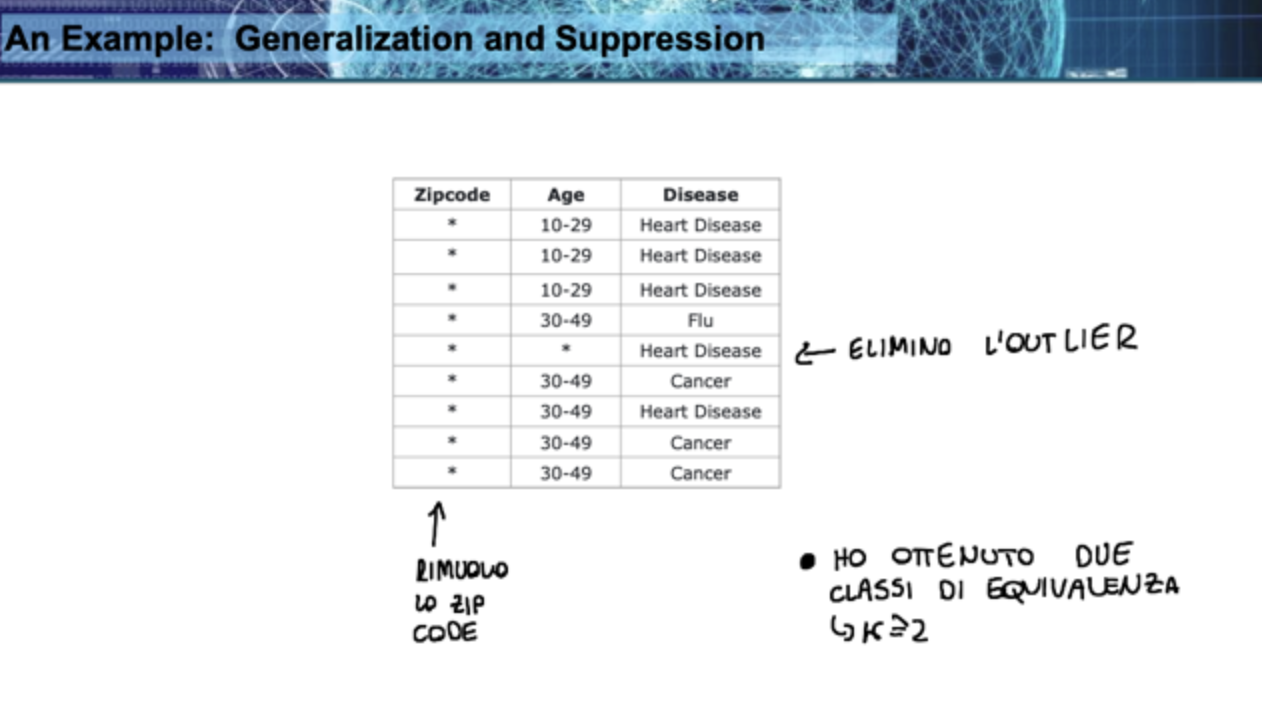 An Example: Generalization and Suppression
Zipcode Age Disease
* 10-29 Heart Disease
* 10-29 Heart Disease
* 10-29 Heart Disease
* 30-49 Flu
* * Heart Disease ← ELIMINO L'OUTLIER
* 30-49 Cancer
* 30-49 Heart Disease
* 30-49 Cancer
* 30-49 Cancer
↑
RIMUOVO
LO ZIP
CODE
• HO OTTENUTO DUE
CLASSI DI EQUIVALENZA
↳ K≥2